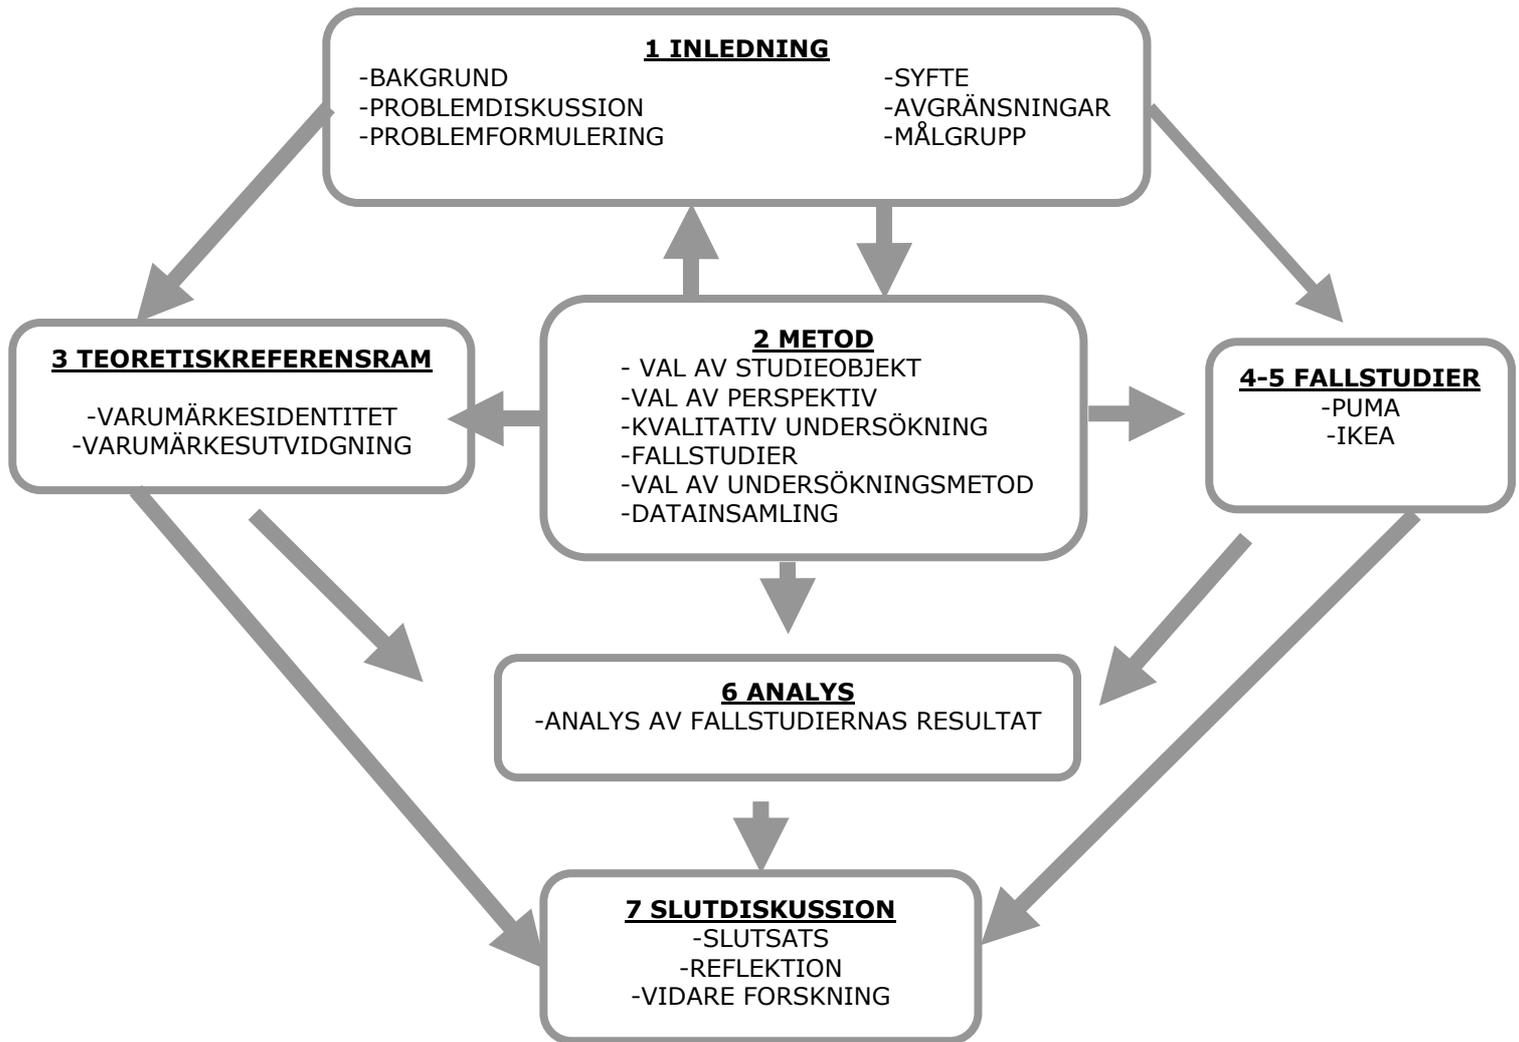 1 INLEDNING
-BAKGRUND
-PROBLEMDISKUSSION
-PROBLEMFORMULERING
-SYFTE
-AVGRÄNSNINGAR
-MÅLGRUPP
2 METOD
- VAL AV STUDIEOBJEKT
-VAL AV PERSPEKTIV
-KVALITATIV UNDERSÖKNING
-FALLSTUDIER
-VAL AV UNDERSÖKNINGSMETOD
-DATAINSAMLING
3 TEORETISKREFERENSRAM
-VARUMÄRKESIDENTITET
-VARUMÄRKESUTVIDGNING
4-5 FALLSTUDIER
-PUMA
-IKEA
6 ANALYS
-ANALYS AV FALLSTUDIERNAS RESULTAT
7 SLUTDISKUSSION
-SLUTSATS
-REFLEKTION
-VIDARE FORSKNING